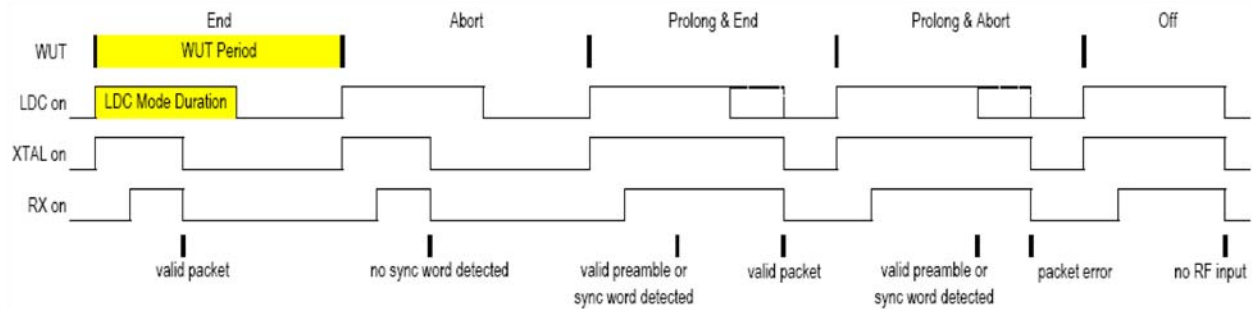 End Abort Prolong & End Prolong & Abort Off
WUT WUT Period
LDC on LDC Mode Duration
XTAL on
RX on
valid packet
no sync word detected
valid preamble or
sync word detected
valid packet
valid preamble or
sync word detected
packet error
no RF input